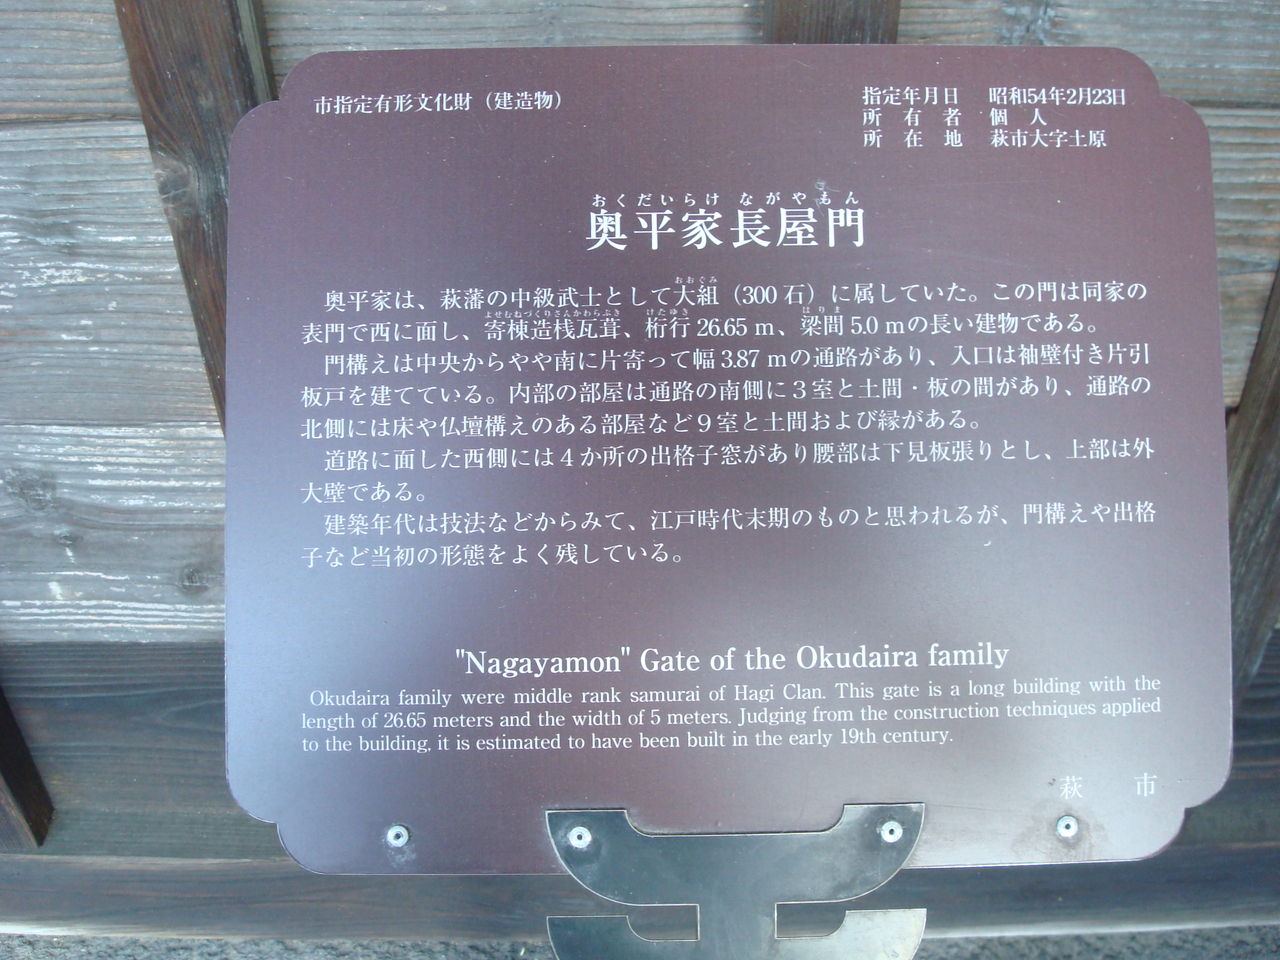 市指定有形文化財（建造物）
指定年月日　昭和54年2月23日
所有者　個人
所在地　萩市大字土原
おくだいらけ ながやもん
奥平家長屋門
おおぐみ
奥平家は、萩藩の中級武士として大組（300石）に属していた。この門は同家の
よせむねづくりさんかわらぶき　けたゆき　はりま
表門で西に面し、寄棟造桟瓦葺、桁行26.65 m、梁間5.0 mの長い建物である。
門構えは中央からやや南に片寄って幅3.87 mの通路があり、入口は袖壁付き片引
板戸を建てている。内部の部屋は通路の南側に３室と土間・板の間があり、通路の
北側には床や仏壇構えのある部屋など９室と土間および縁がある。
道路に面した西側には４か所の出格子窓があり腰部は下見板張りとし、上部は外
大壁である。
建築年代は技法などからみて、江戸時代末期のものと思われるが、門構えや出格
子など当初の形態をよく残している。
"Nagayamon" Gate of the Okudaira family
Okudaira family were middle rank samurai of Hagi Clan. This gate is a long building with the
length of 26.65 meters and the width of 5 meters. Judging from the construction techniques applied
to the building, it is estimated to have been built in the early 19th century.
萩市